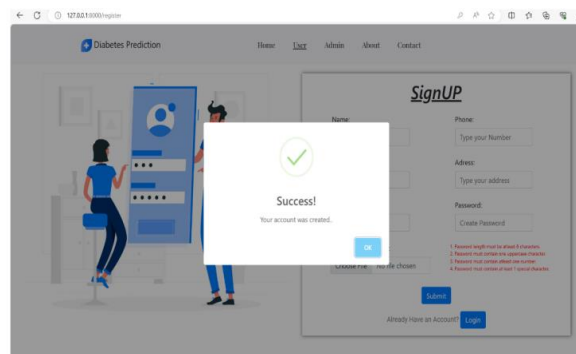 127.0.0.1:8000/register
Diabetes Prediction
Home User Admin About Contact
SignUP
Name:
Phone:
Type your Number
Adress:
Type your address
Success!
Your account was created..
OK
Password:
Create Password
Choose File No file chosen
1. Password length must be atleast 8 characters.
2. Password must contain one uppercase character.
3. Password must contain atleast one number.
4. Password must contain at least 1 special character.
Submit
Already Have an Account? Login